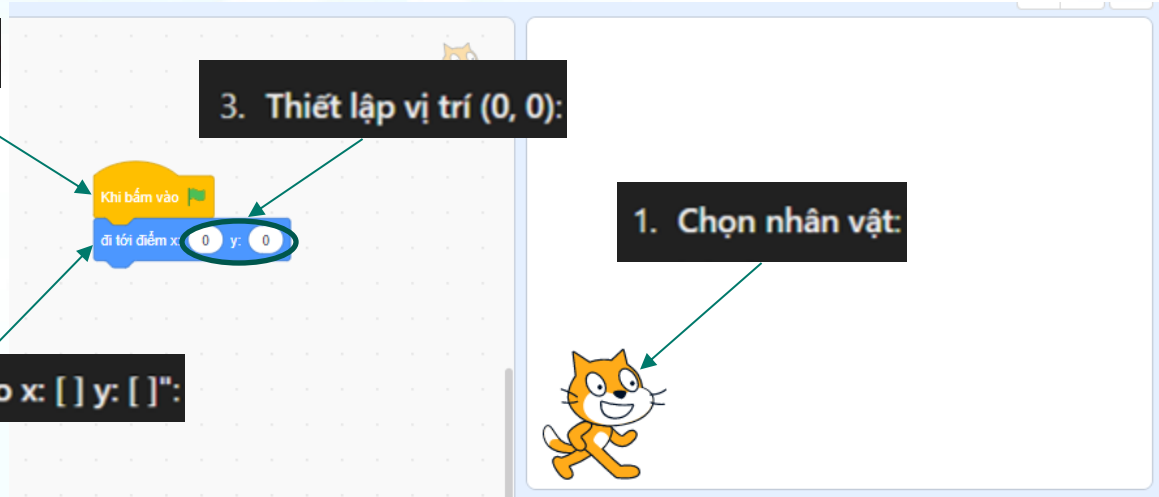 3. Thiết lập vị trí (0, 0):
Khi bấm vào
đi tới điểm x: 0 y: 0
1. Chọn nhân vật:
x: [ ] y: [ ]":